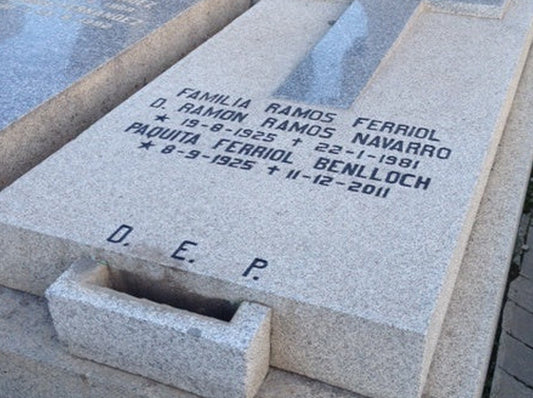 FAMILIA RAMOS FERRIOL
D. RAMON RAMOS NAVARRO
* 19-8-1925 + 22-1-1981
PAQUITA FERRIOL BENLLOCH
* 8-9-1925 + 11-12-2011
D. E. P.